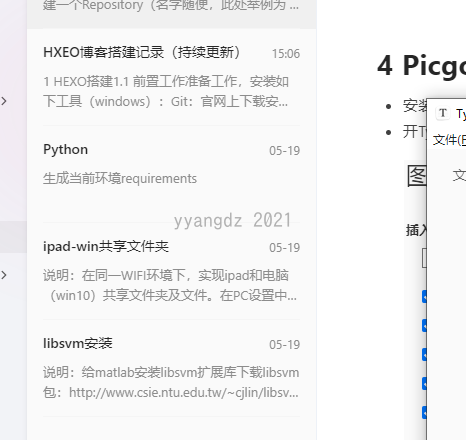 建一个Repository（名字随便，此处举例为 ...
HXEO博客搭建记录（持续更新） 15:06
1 HEXO搭建1.1 前置工作准备工作，安装如
下工具（windows）：Git：官网上下载安...
Python 05-19
生成当前环境requirements
yyangdz 2021
ipad-win共享文件夹 05-19
说明：在同一WIFI环境下，实现ipad和电脑
（win10）共享文件夹及文件。在PC设置中...
libsvm安装 05-19
说明：给matlab安装libsvm扩展库下载libsvm
包：http://www.csie.ntu.edu.tw/~cjlin/libsv...
4 Picgo
安装
开Ty
图
插入
T Ty
文件(F
文